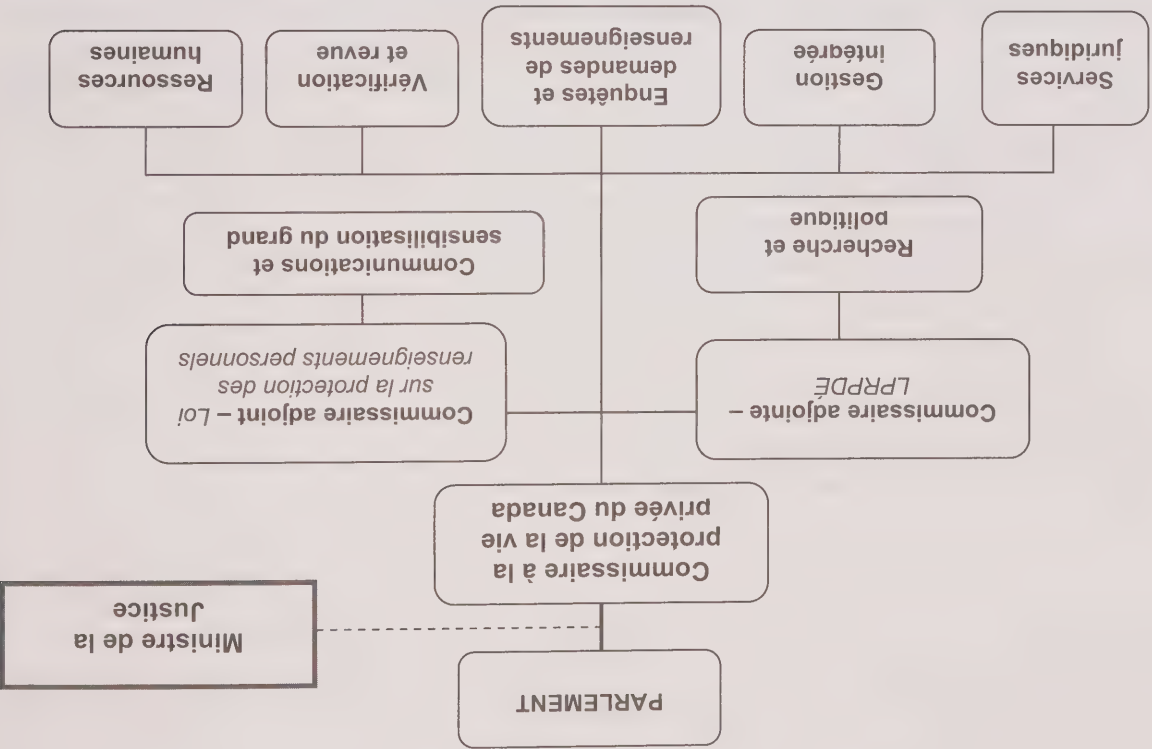 PARLEMENT
Ministre de la
Justice
Commissaire à la
protection de la vie
privée du Canada
Commissaire adjointe –
LPRPDÉ
Commissaire adjoint – Loi
sur la protection des
renseignements personnels
Recherche et
politique
Communications et
sensibilisation du grand
Services
juridiques
Gestion
intégrée
Enquêtes et
demandes de
renseignements
Vérification
et revue
Ressources
humaines